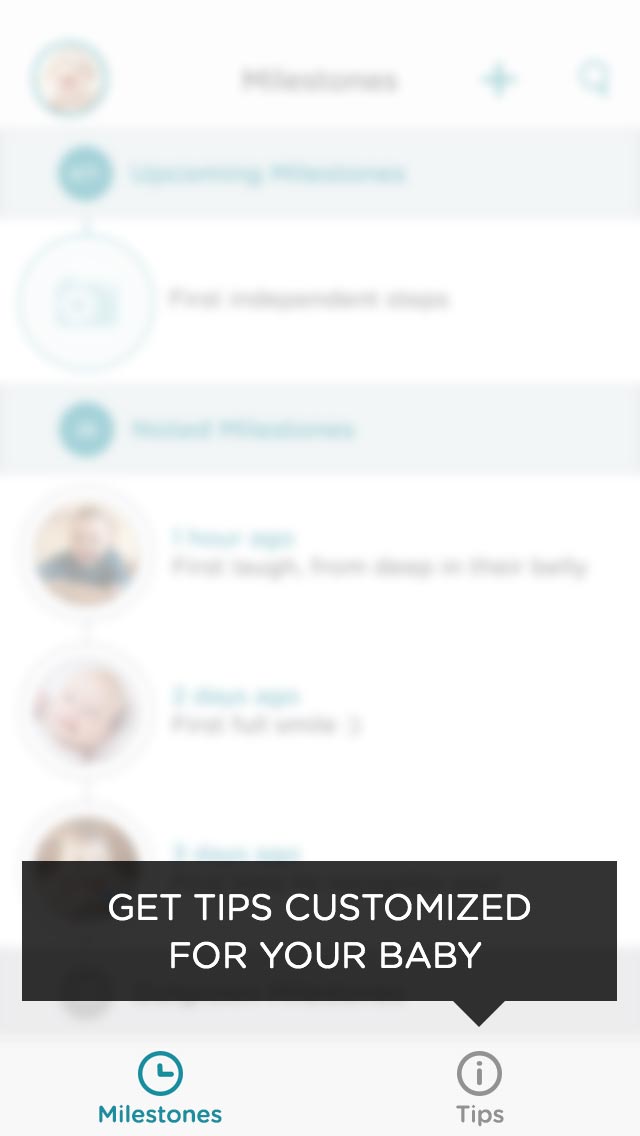 Milestones
Upcoming Milestones
First independent steps
Noted Milestones
1 hour ago
First laugh, from deep in their belly
2 days ago
First full smile :)
3 days ago
GET TIPS CUSTOMIZED
FOR YOUR BABY
Milestones
Tips